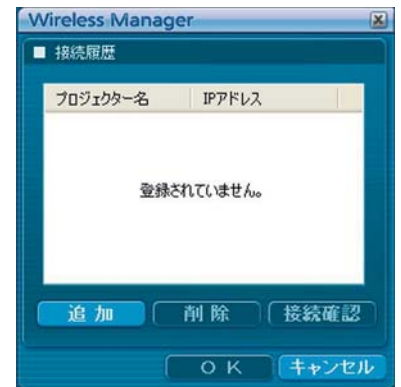 Wireless Manager
■ 接続履歴
プロジェクター名 IPアドレス
登録されていません。
追加 削除 接続確認
OK キャンセル